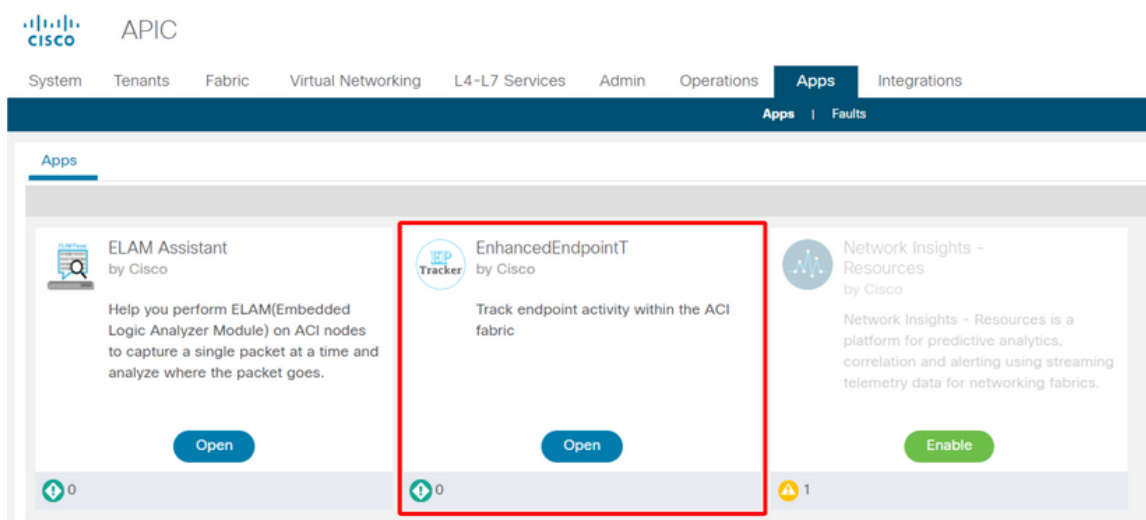 cisco
APIC
System Tenants Fabric Virtual Networking L4-L7 Services Admin Operations Apps Integrations
Apps | Faults
Apps
ELAM Assistant
by Cisco
Help you perform ELAM(Embedded
Logic Analyzer Module) on ACI nodes
to capture a single packet at a time and
analyze where the packet goes.
Open
0
EP
Tracker
EnhancedEndpointT
by Cisco
Track endpoint activity within the ACI
fabric
Open
0
Network Insights -
Resources
by Cisco
Network Insights - Resources is a
platform for predictive analytics,
correlation and alerting using streaming
telemetry data for networking fabrics.
Enable
1